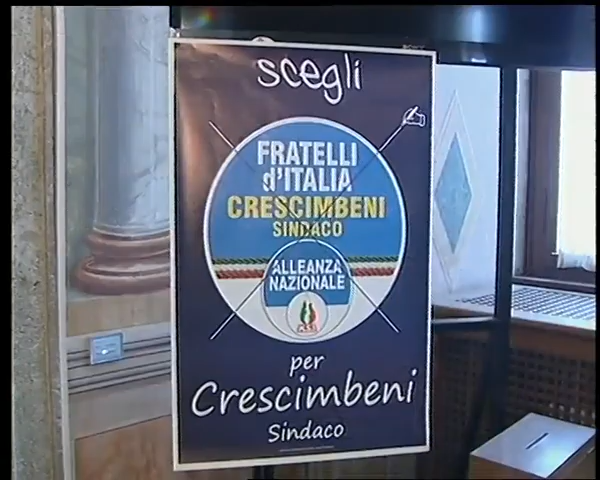 scegli
FRATELLI
d'ITALIA
CRESCIMBENI
SINDACO
ALLEANZA
NAZIONALE
per
Crescimbeni
Sindaco